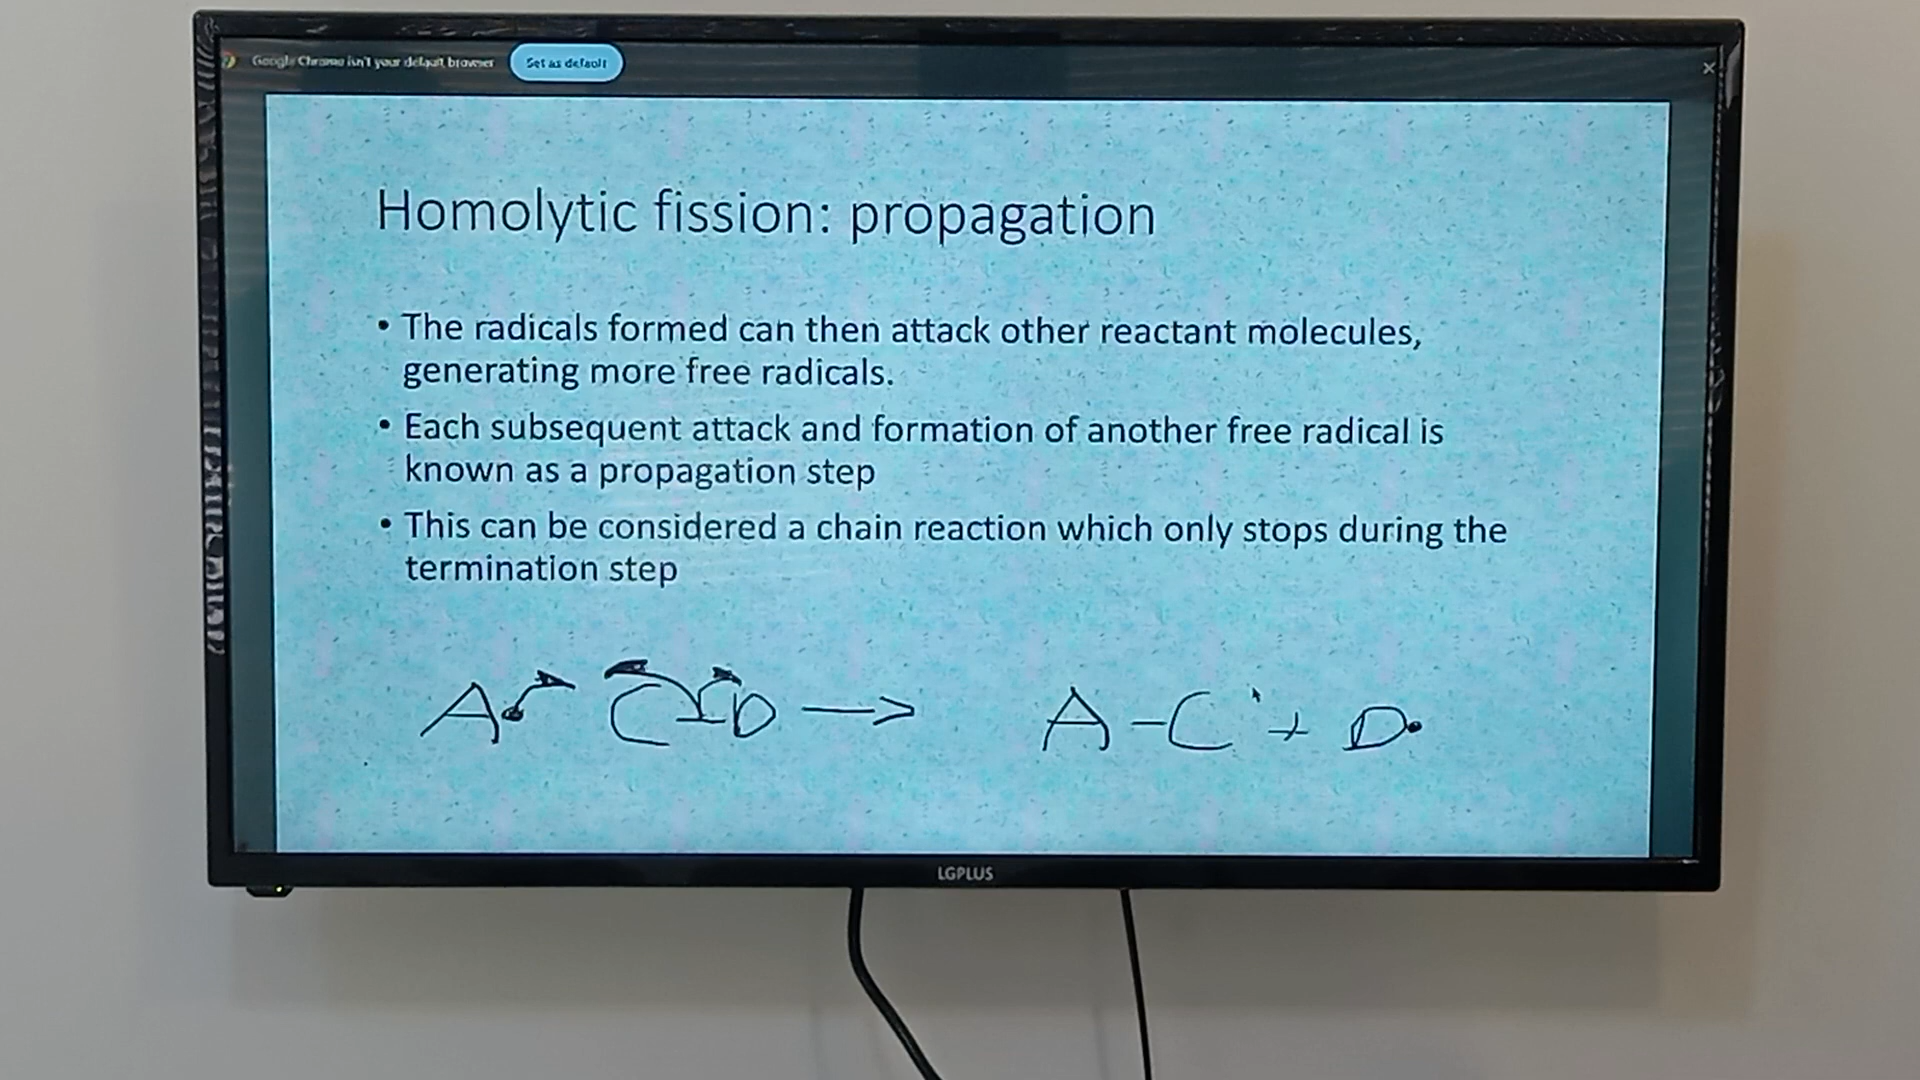 Google Chrome isn't your default browser Set as default
Homolytic fission: propagation
• The radicals formed can then attack other reactant molecules,
generating more free radicals.
• Each subsequent attack and formation of another free radical is
known as a propagation step
• This can be considered a chain reaction which only stops during the
termination step
A• C-D → A-C + D•
LGPLUS